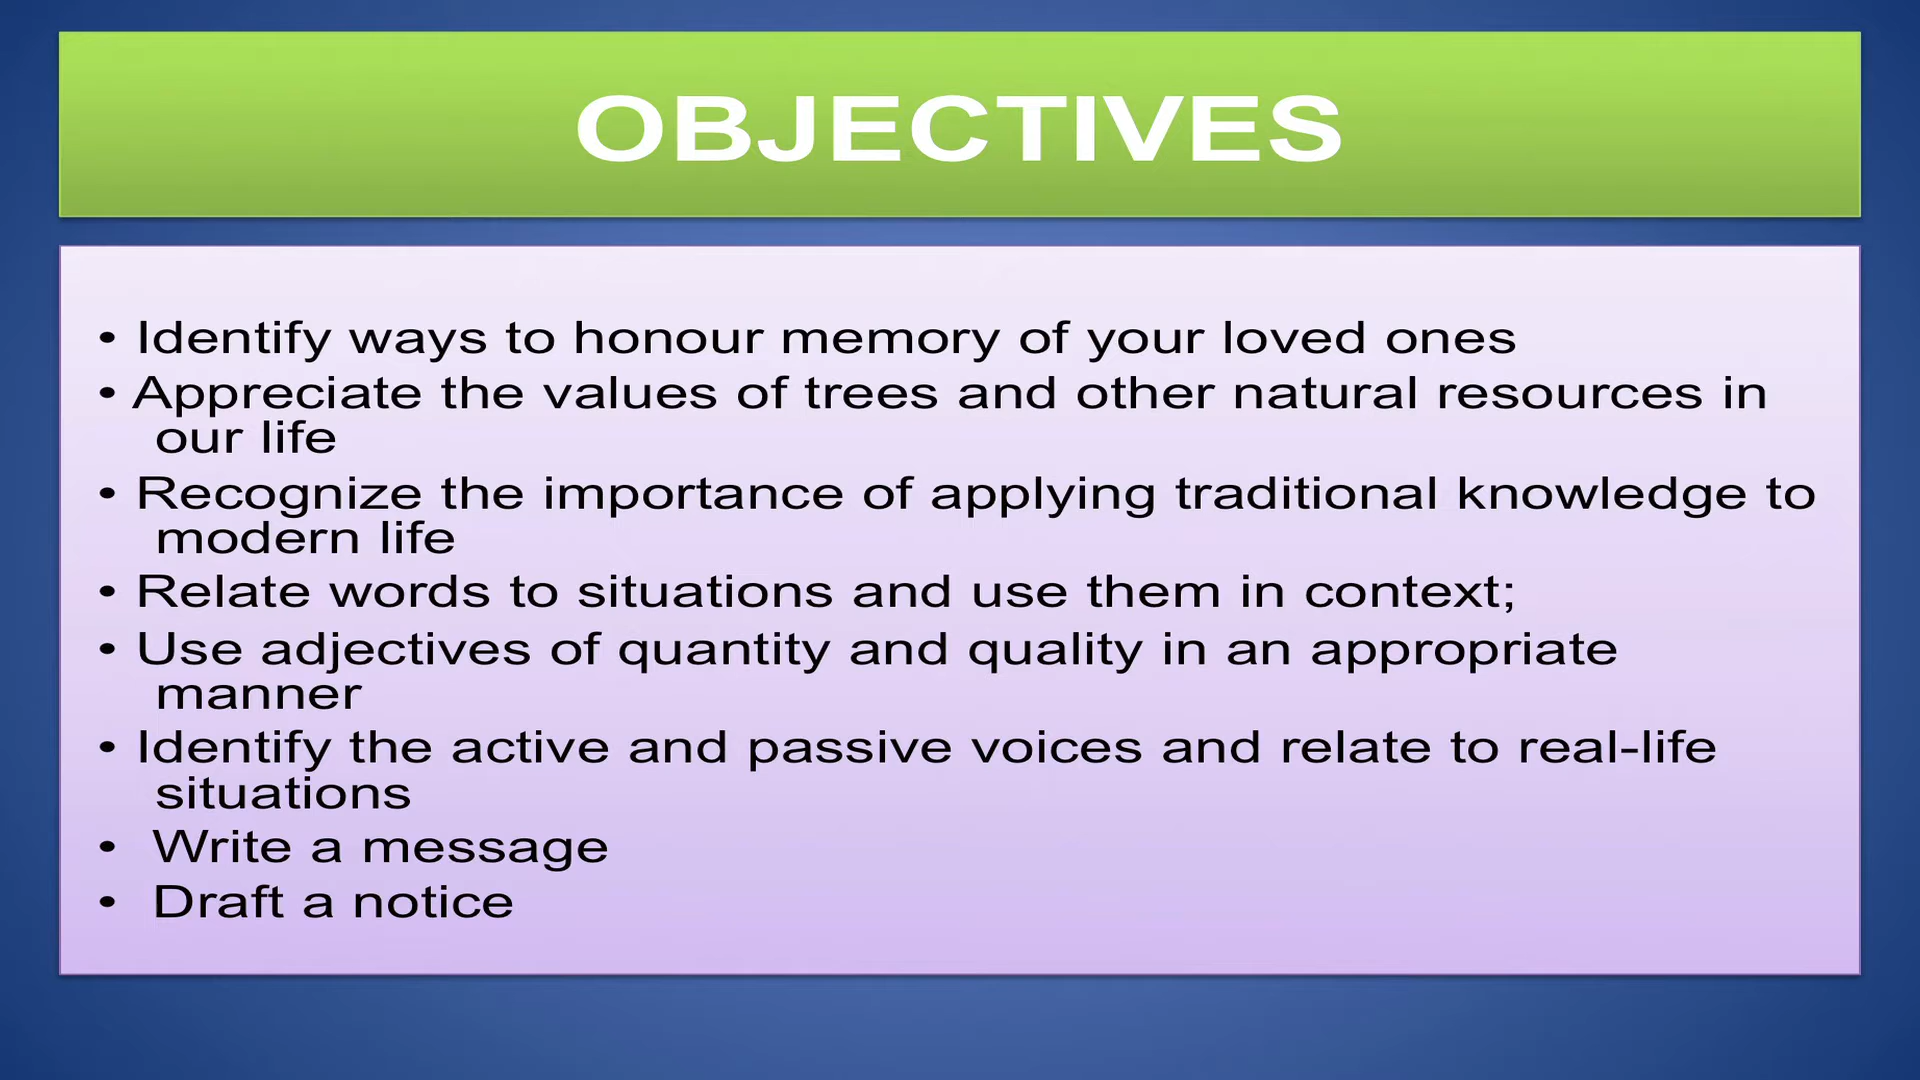 OBJECTIVES
• Identify ways to honour memory of your loved ones
• Appreciate the values of trees and other natural resources in
our life
• Recognize the importance of applying traditional knowledge to
modern life
• Relate words to situations and use them in context;
• Use adjectives of quantity and quality in an appropriate
manner
• Identify the active and passive voices and relate to real-life
situations
• Write a message
• Draft a notice